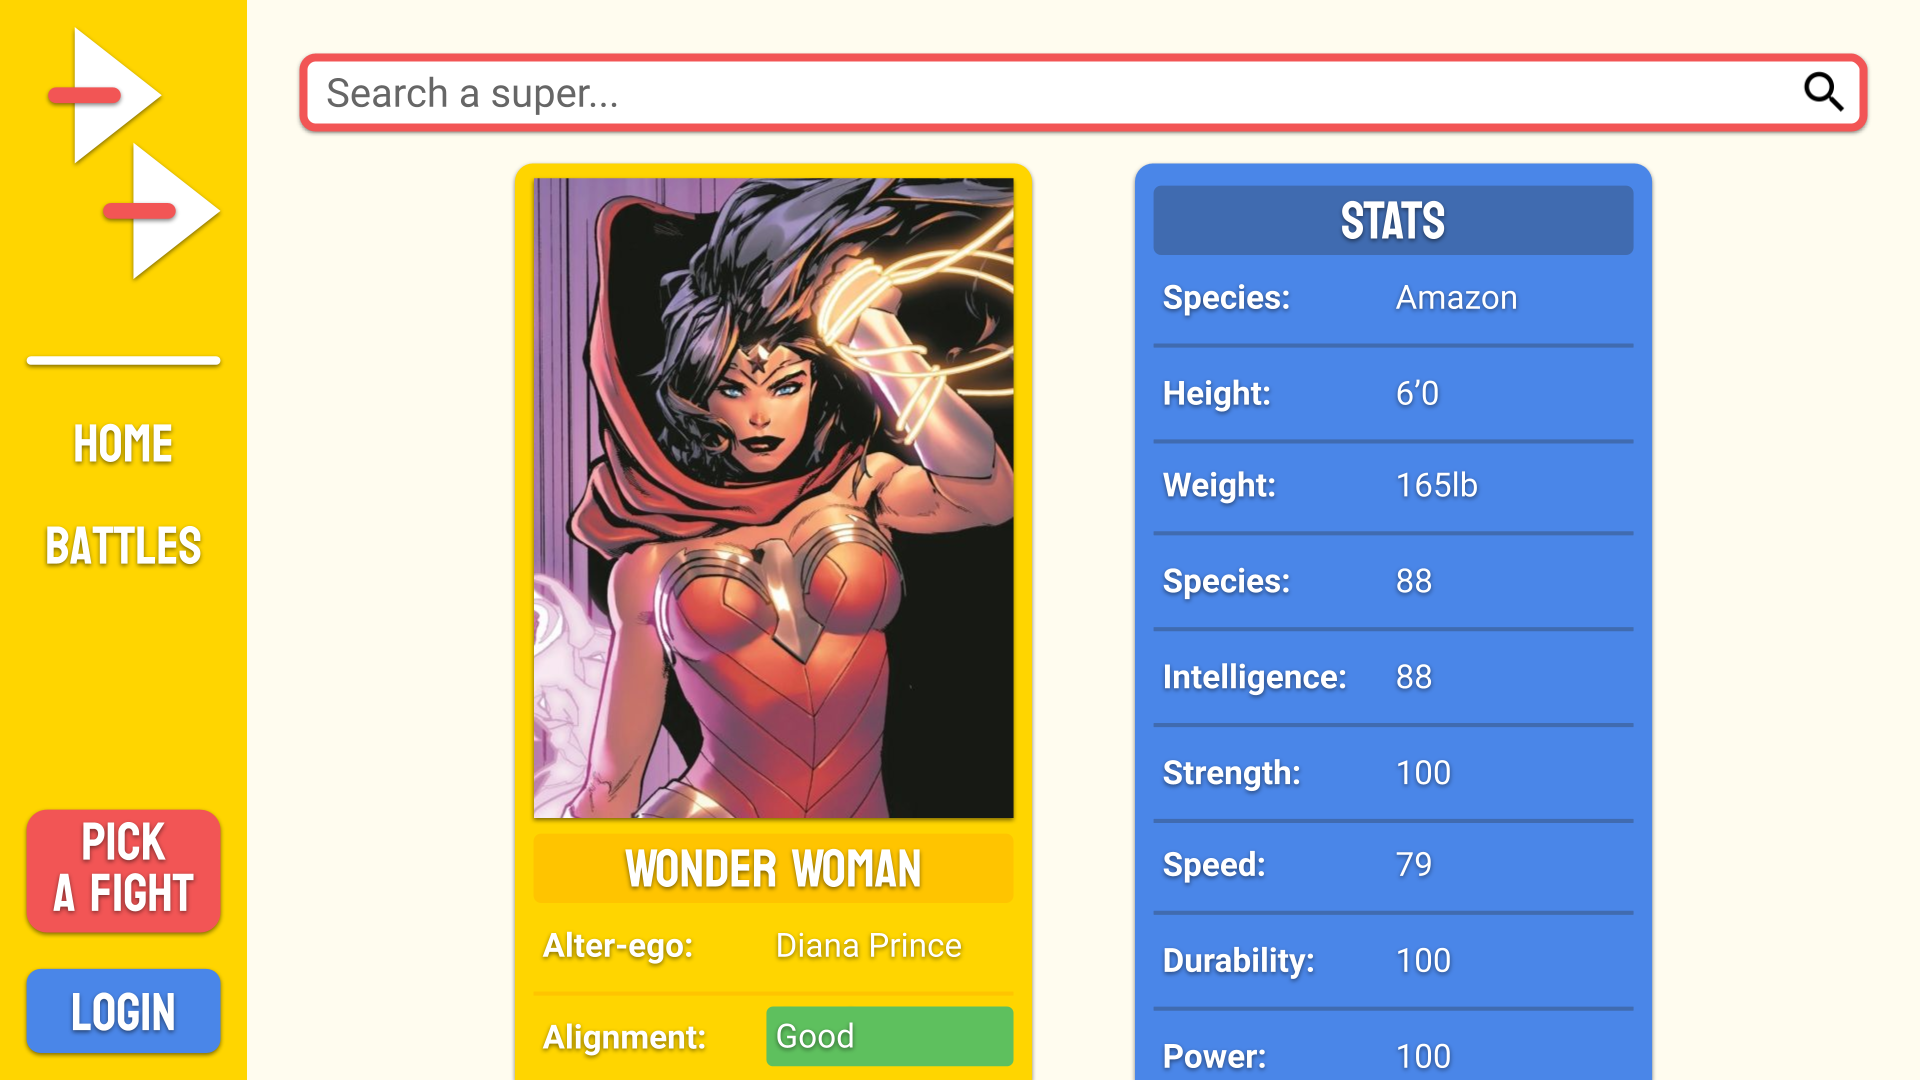 Search a super...
HOME
BATTLES
PICK
A FIGHT
LOGIN
WONDER WOMAN
Alter-ego: Diana Prince
Alignment: Good
STATS
Species: Amazon
Height: 6’0
Weight: 165lb
Species: 88
Intelligence: 88
Strength: 100
Speed: 79
Durability: 100
Power: 100